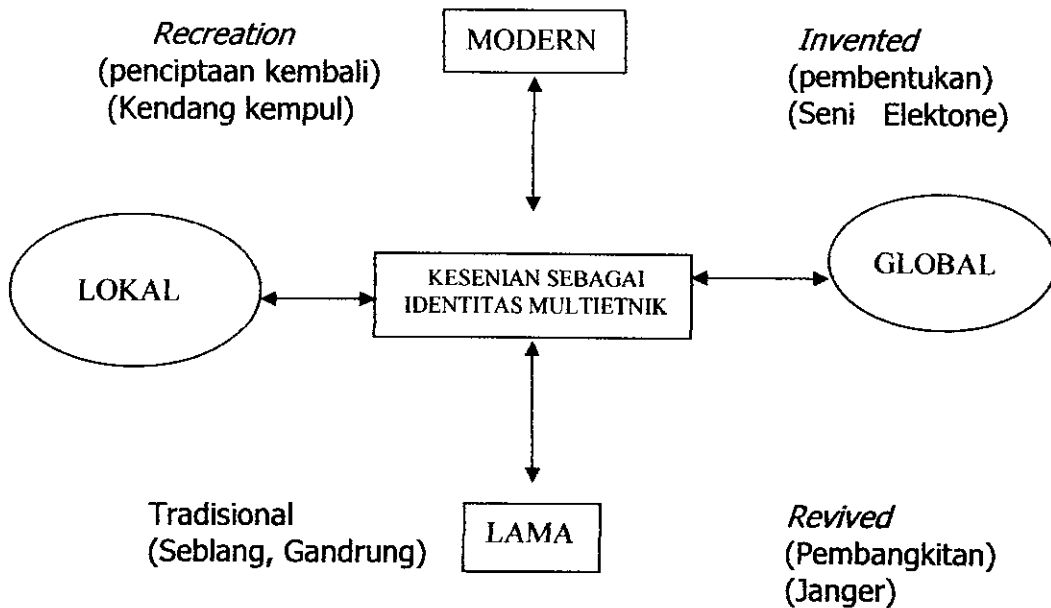 Recreation
(penciptaan kembali)
(Kendang kempul)
MODERN
Invented
(pembentukan)
(Seni Elektone)
LOKAL
KESENIAN SEBAGAI
IDENTITAS MULTIETNIK
GLOBAL
Tradisional
(Seblang, Gandrung)
LAMA
Revived
(Pembangkitan)
(Janger)